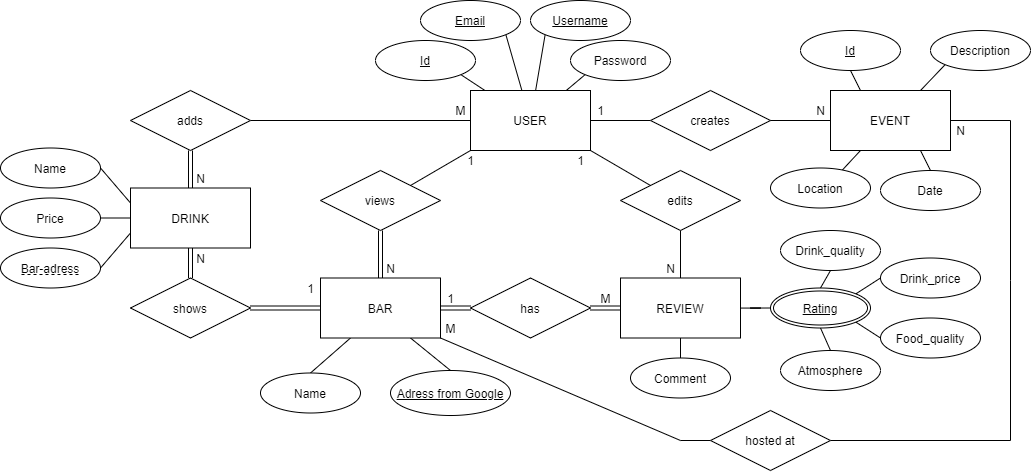 Email
Username
Id
Password
Id
Description
adds
M
USER
1
creates
N
EVENT
N
Name
N
1
1
views
edits
Location
Date
Price
DRINK
Bar-adress
N
N
N
Drink_quality
Drink_price
shows
1
BAR
1
has
M
REVIEW
Rating
M
Food_quality
Atmosphere
Comment
Name
Adress from Google
hosted at